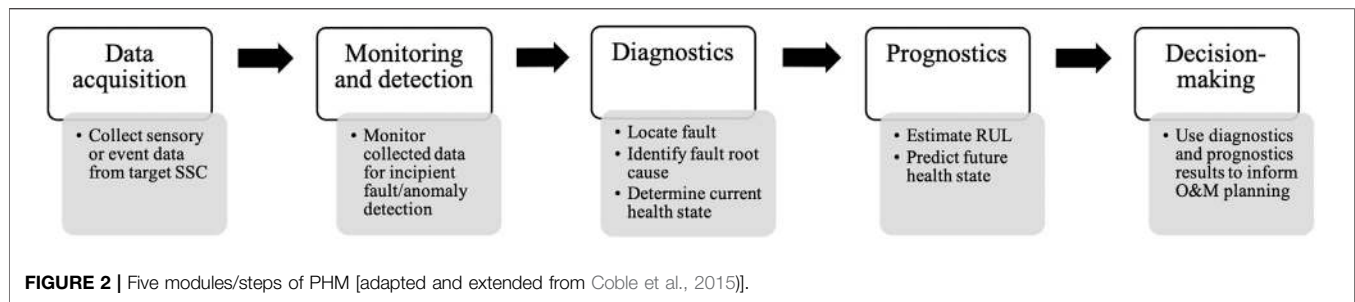 Data
acquisition
• Collect sensory
or event data
from target SSC
Monitoring
and detection
• Monitor
collected data
for incipient
fault/anomaly
detection
Diagnostics
• Locate fault
• Identify fault root
cause
• Determine current
health state
Prognostics
• Estimate RUL
• Predict future
health state
Decision-
making
• Use diagnostics
and prognostics
results to inform
O&M planning
FIGURE 2 | Five modules/steps of PHM [adapted and extended from Coble et al., 2015)].